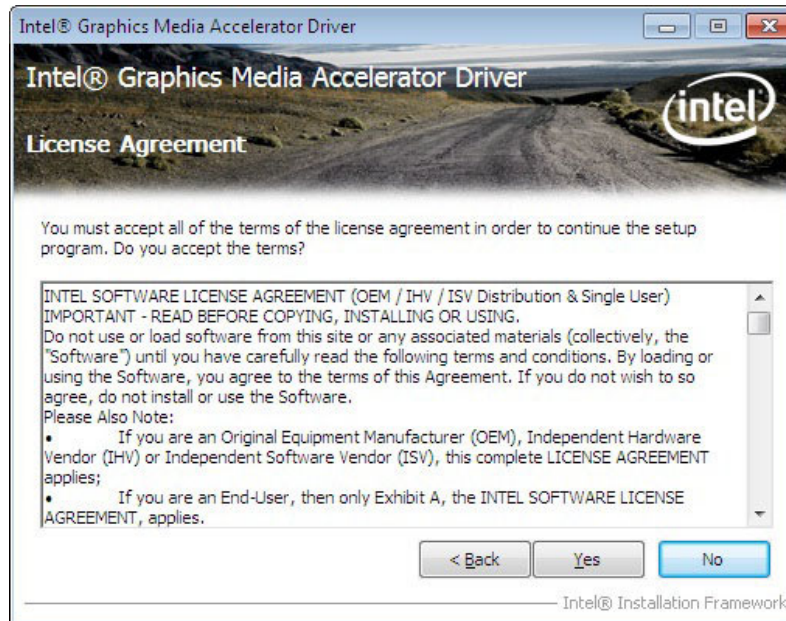 Intel® Graphics Media Accelerator Driver
Intel® Graphics Media Accelerator Driver
intel
License Agreement
You must accept all of the terms of the license agreement in order to continue the setup
program. Do you accept the terms?
INTEL SOFTWARE LICENSE AGREEMENT (OEM / IHV / ISV Distribution & Single User)
IMPORTANT - READ BEFORE COPYING, INSTALLING OR USING.
Do not use or load software from this site or any associated materials (collectively, the
"Software") until you have carefully read the following terms and conditions. By loading or
using the Software, you agree to the terms of this Agreement. If you do not wish to so
agree, do not install or use the Software.
Please Also Note:
• If you are an Original Equipment Manufacturer (OEM), Independent Hardware
Vendor (IHV) or Independent Software Vendor (ISV), this complete LICENSE AGREEMENT
applies;
• If you are an End-User, then only Exhibit A, the INTEL SOFTWARE LICENSE
AGREEMENT, applies.
< Back
Yes
No
Intel® Installation Framework